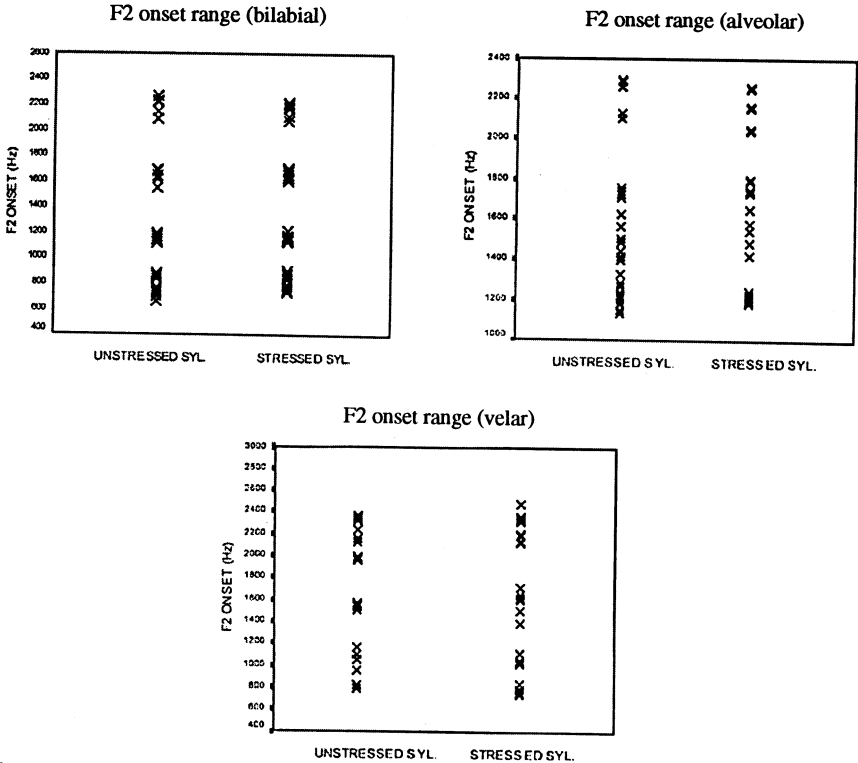 F2 onset range (bilabial)
2600
2400
2200
2000
1800
1600
1400
1200
1000
800
600
400
F2 ONSET (Hz)
UNSTRESSED SYL.
STRESSED SYL.
F2 onset range (alveolar)
2400
2200
2000
1800
1600
1400
1200
1000
F2 ONSET (Hz)
UNSTRESSED SYL.
STRESSED SYL.
F2 onset range (velar)
3000
2800
2600
2400
2200
2000
1800
1600
1400
1200
1000
800
600
400
F2 ONSET (Hz)
UNSTRESSED SYL.
STRESSED SYL.